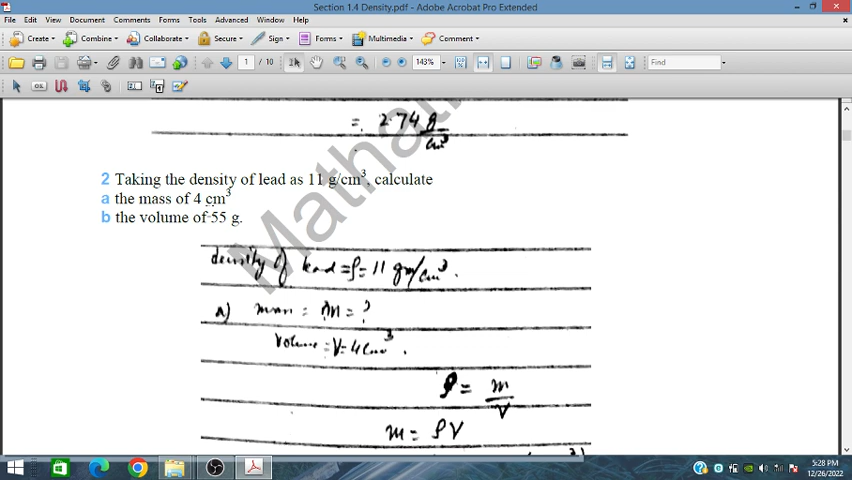 Section 1.4 Density.pdf - Adobe Acrobat Pro Extended
File Edit View Document Comments Forms Tools Advanced Window Help
Create Combine Collaborate Secure Sign Forms Multimedia Comment
1 / 10 143% Find
= 2.74 g/cm³
2 Taking the density of lead as 11 g/cm³, calculate
a the mass of 4 cm³
b the volume of 55 g.
density of lead = ρ = 11 gm/cm³.
a) mass = m = ?
Volume = V = 4 cm³.
ρ = m/V
m = ρV
5:28 PM
12/26/2022